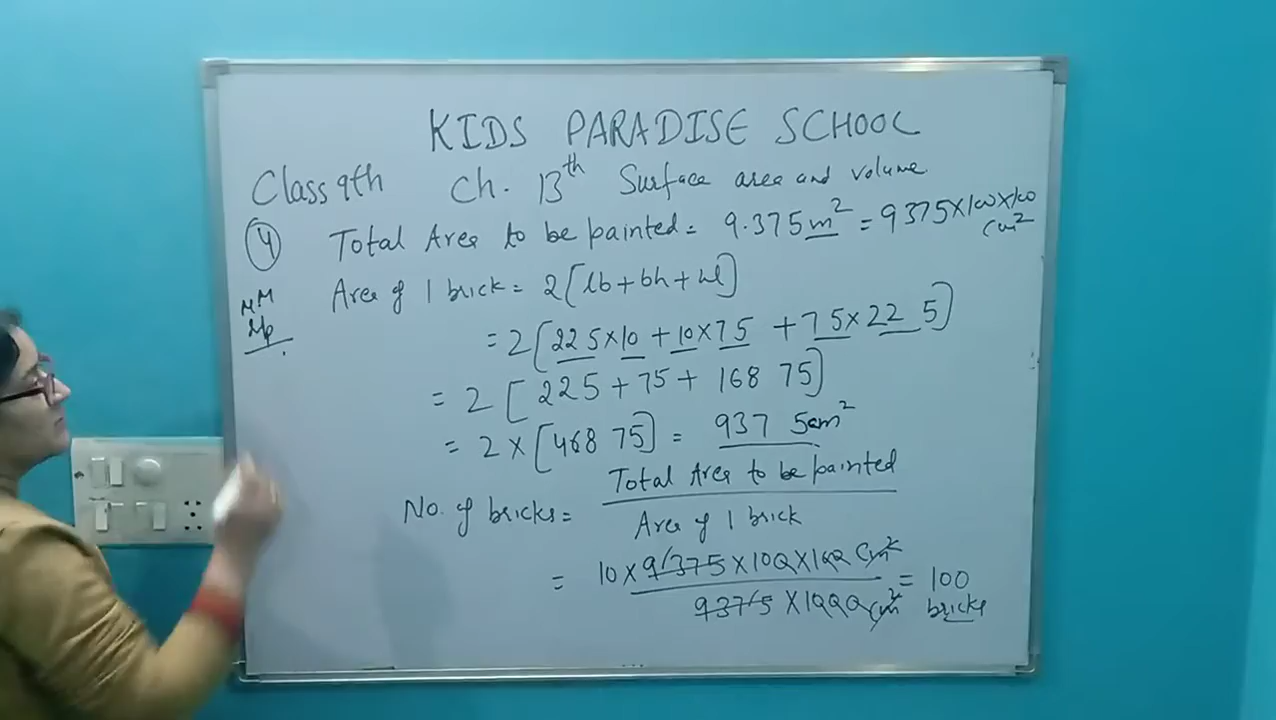 KIDS PARADISE SCHOOL
Class 9th Ch. 13th Surface area and volume
(4) Total Area to be painted = 9.375 m² = 9375×100×100 cm²
Area of 1 brick = 2[lb+bh+hl]
= 2[22 5×10 + 10×7 5 + 7 5×22 5]
= 2[225+75+ 168 75]
= 2×[468 75] = 937 5cm²
No. of bricks = Total Area to be painted / Area of 1 brick
= 10×9375×100×100 cm² / 9375×1000 cm² = 100 bricks